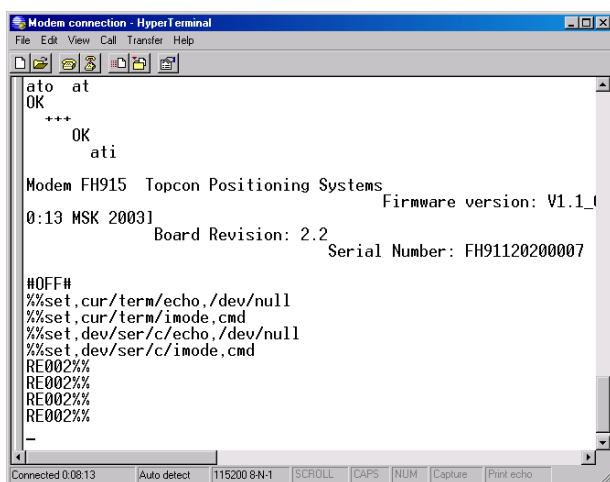 Modem connection - HyperTerminal
File Edit View Call Transfer Help
ato at
OK
+++
OK
ati
Modem FH915 Topcon Positioning Systems
Firmware version: V1.1_
0:13 MSK 2003]
Board Revision: 2.2
Serial Number: FH91120200007
#OFF#
%%set,cur/term/echo,/dev/null
%%set,cur/term/imode,cmd
%%set,dev/ser/c/echo,/dev/null
%%set,dev/ser/c/imode,cmd
RE002%%
RE002%%
RE002%%
RE002%%
_
Connected 0:08:13 Auto detect 115200 8-N-1 SCROLL CAPS NUM Capture Print echo